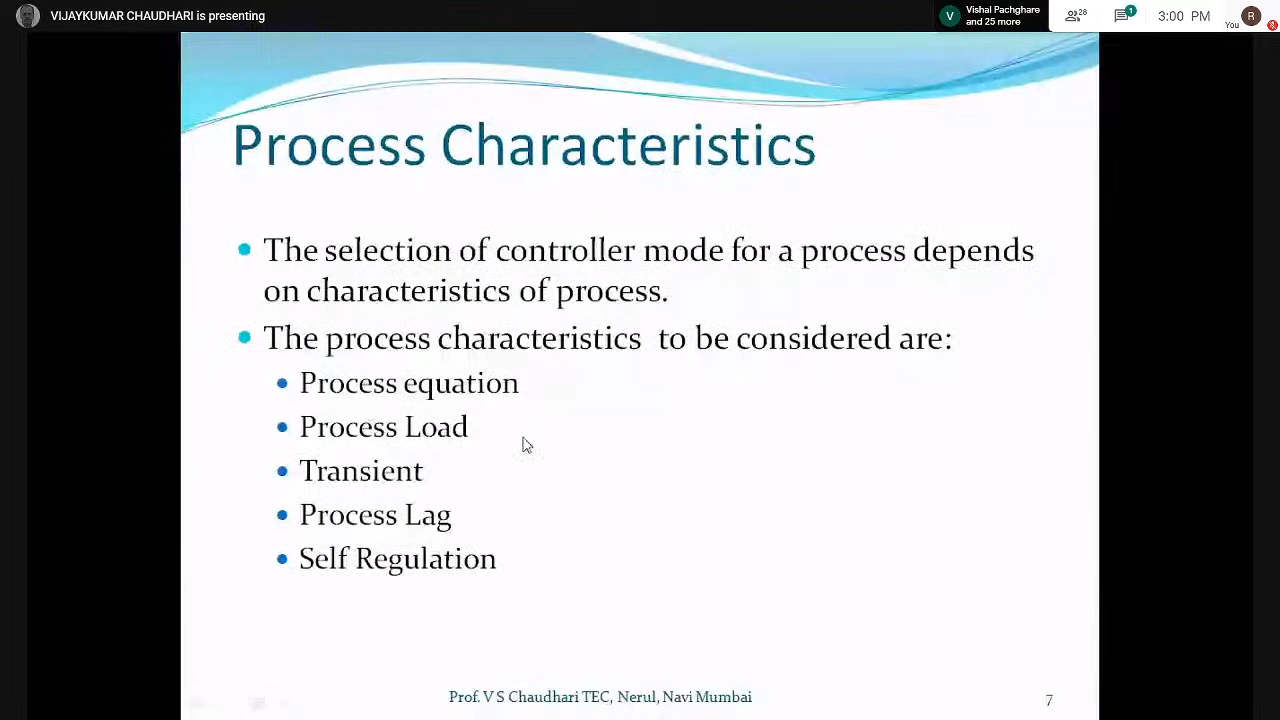 VIJAYKUMAR CHAUDHARI is presenting
V
Vishal Pachghare
and 25 more
28
1
3:00 PM
You
R
Process Characteristics
• The selection of controller mode for a process depends
on characteristics of process.
• The process characteristics to be considered are:
• Process equation
• Process Load
• Transient
• Process Lag
• Self Regulation
Prof. V S Chaudhari TEC, Nerul, Navi Mumbai
7